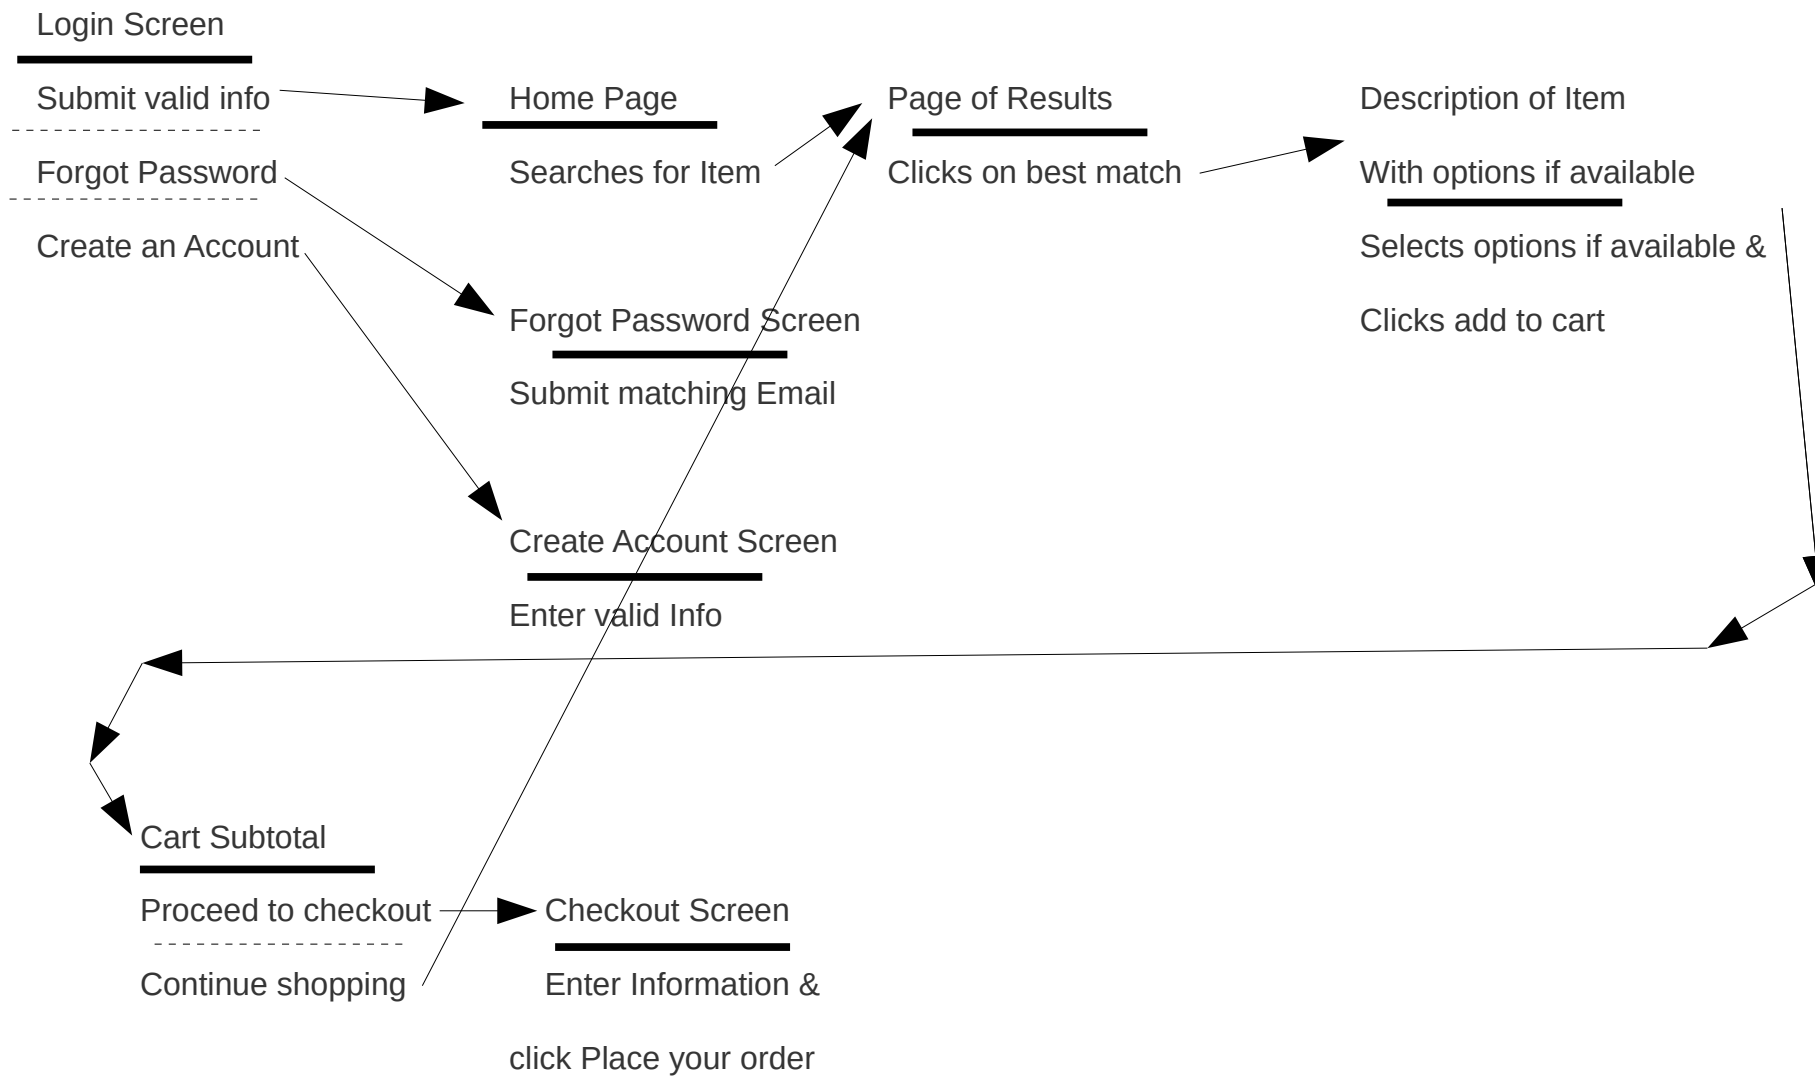 Login Screen
Submit valid info
Forgot Password
Create an Account
Home Page
Searches for Item
Forgot Password Screen
Submit matching Email
Create Account Screen
Enter valid Info
Page of Results
Clicks on best match
Description of Item
With options if available
Selects options if available &
Clicks add to cart
Cart Subtotal
Proceed to checkout
Continue shopping
Checkout Screen
Enter Information &
click Place your order